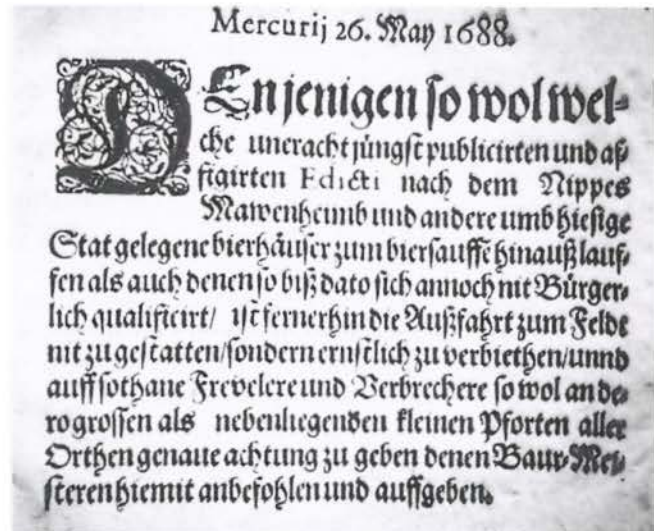 Mercurij 26. May 1688.
DEnjenigen so wol wel-
che uneracht jüngst publicirten und af-
figirten Edicti nach dem Nippes
Mawenheimb und andere umb hiesige
Stat gelegene bierhäuser zum biersauffe hinauß lauf-
fen als auch denen so biß dato sich annoch nit Bürger-
lich qualificirt/ ist fernerhin die Außfahrt zum Felde
nit zu gestatten/sondern ernstlich zu verbiethen/unnd
auff sothane Frevelere und Verbrechere so wol an de-
ro grossen als nebenliegenden kleinen Pforten aller
Orthen genaue achtung zu geben denen Baur-Mei-
steren hiemit anbefohlen und auffgeben.